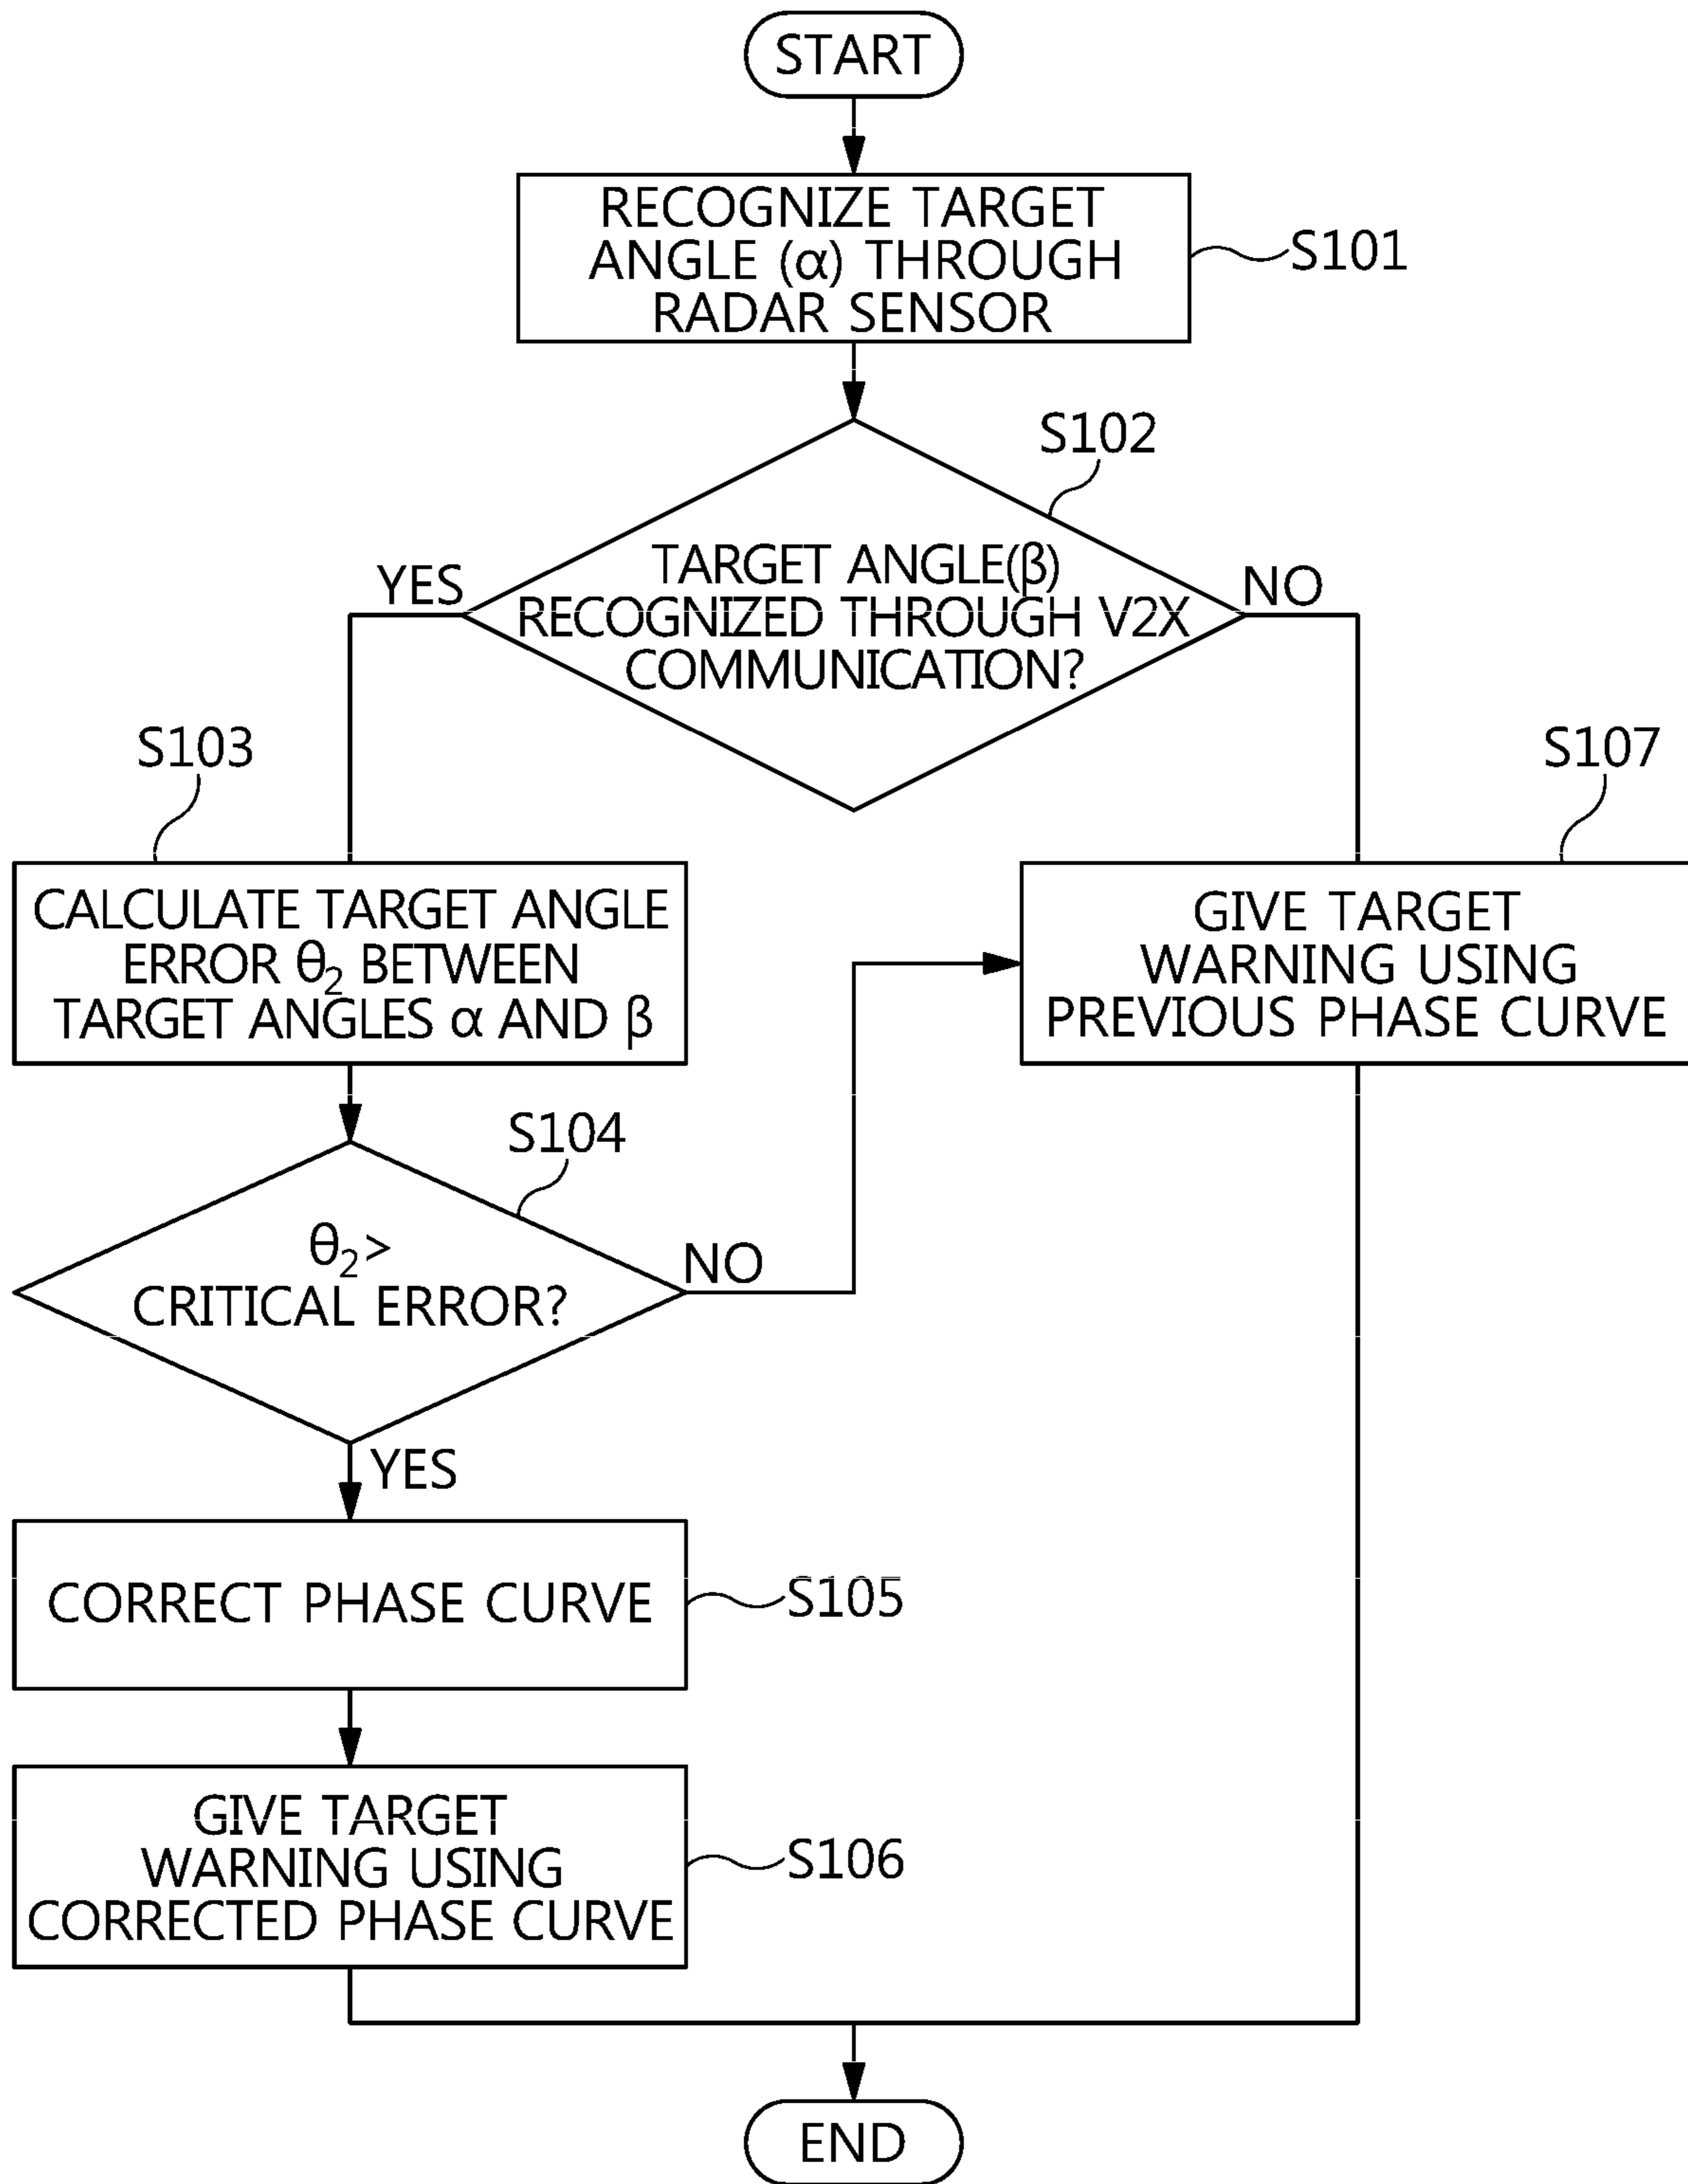 START
RECOGNIZE TARGET
ANGLE (α) THROUGH
RADAR SENSOR
S101
S102
TARGET ANGLE(β)
RECOGNIZED THROUGH V2X
COMMUNICATION?
YES
NO
S103
CALCULATE TARGET ANGLE
ERROR θ₂ BETWEEN
TARGET ANGLES α AND β
S107
GIVE TARGET
WARNING USING
PREVIOUS PHASE CURVE
S104
θ₂>
CRITICAL ERROR?
NO
YES
CORRECT PHASE CURVE
S105
GIVE TARGET
WARNING USING
CORRECTED PHASE CURVE
S106
END